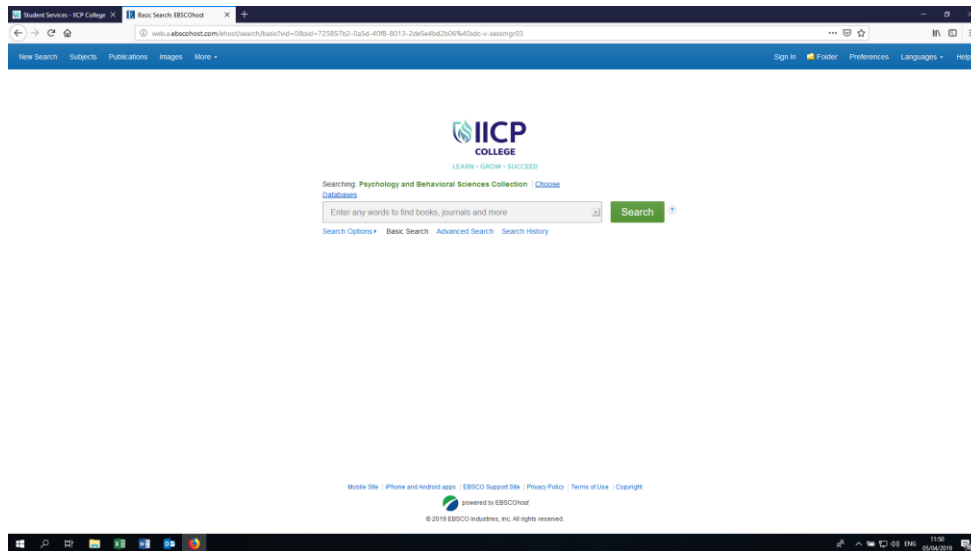 Student Services - IICP College
Basic Search: EBSCOhost
web.a.ebscohost.com/ehost/search/basic?vid=0&sid=725857b2-0a5d-40f8-8013-2de5e4bd2b06%40sdc-v-sessmgr03
New Search Subjects Publications Images More
Sign In Folder Preferences Languages Help
IICP
COLLEGE
LEARN - GROW - SUCCEED
Searching: Psychology and Behavioral Sciences Collection | Choose
Databases
Enter any words to find books, journals and more
Search
?
Search Options Basic Search Advanced Search Search History
Mobile Site | iPhone and Android apps | EBSCO Support Site | Privacy Policy | Terms of Use | Copyright
powered by EBSCOhost
© 2019 EBSCO Industries, Inc. All rights reserved.
ENG
11:50
05/04/2019